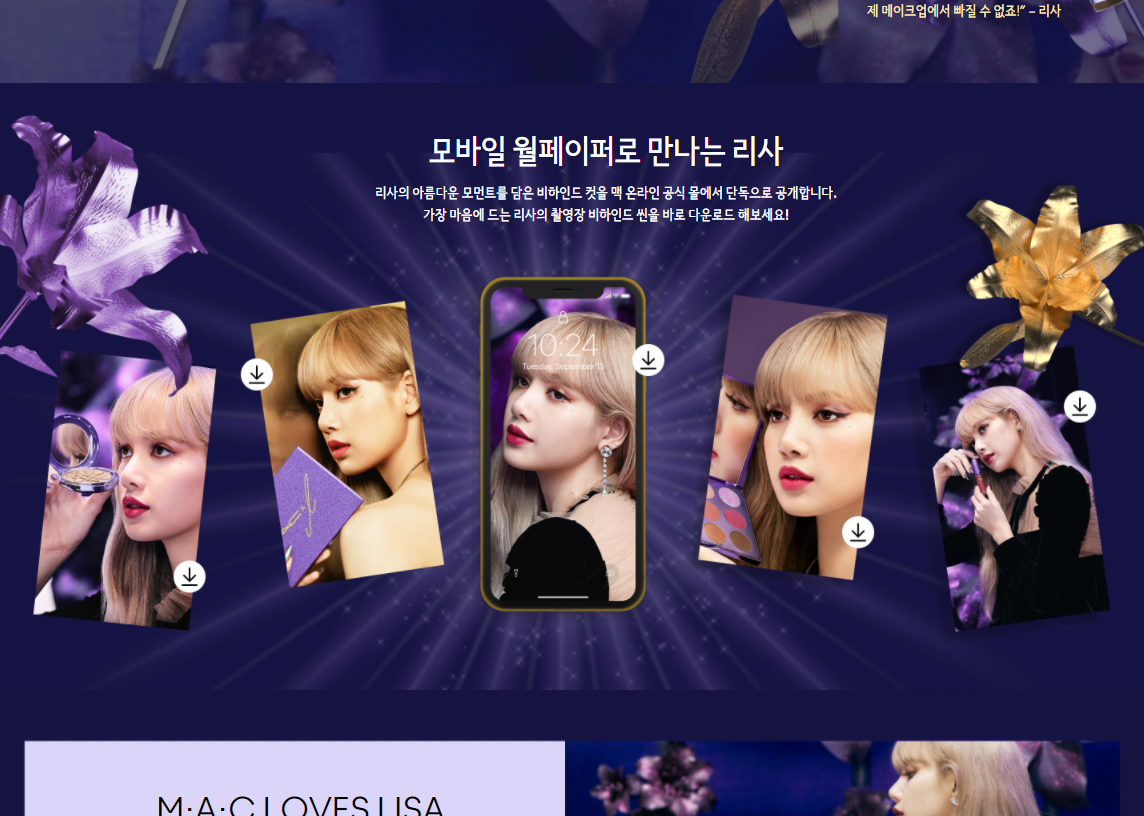 제 메이크업에서 빠질 수 없죠!” – 리사
모바일 월페이퍼로 만나는 리사
리사의 아름다운 모먼트를 담은 비하인드 컷을 맥 온라인 공식 몰에서 단독으로 공개합니다.
가장 마음에 드는 리사의 촬영장 비하인드 씬을 바로 다운로드 해보세요!
10:24
Tuesday, September 15
M·A·C LOVES LISA